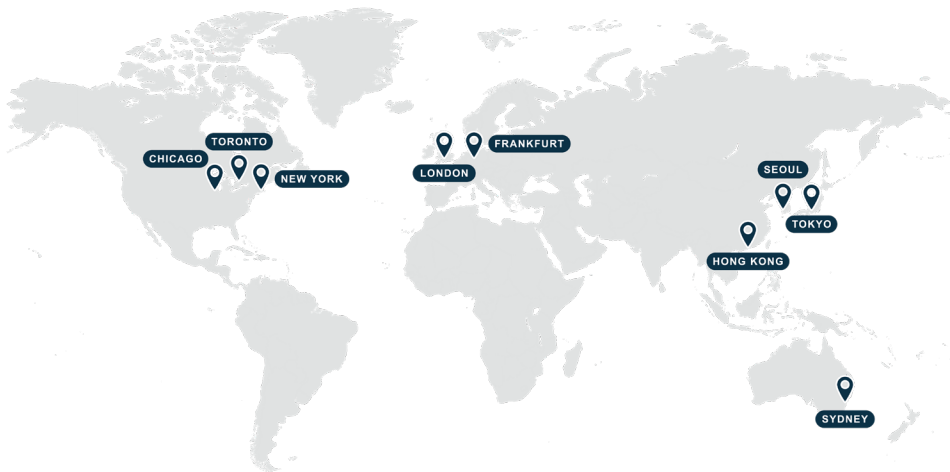 TORONTO
CHICAGO
NEW YORK
LONDON
FRANKFURT
SEOUL
TOKYO
HONG KONG
SYDNEY